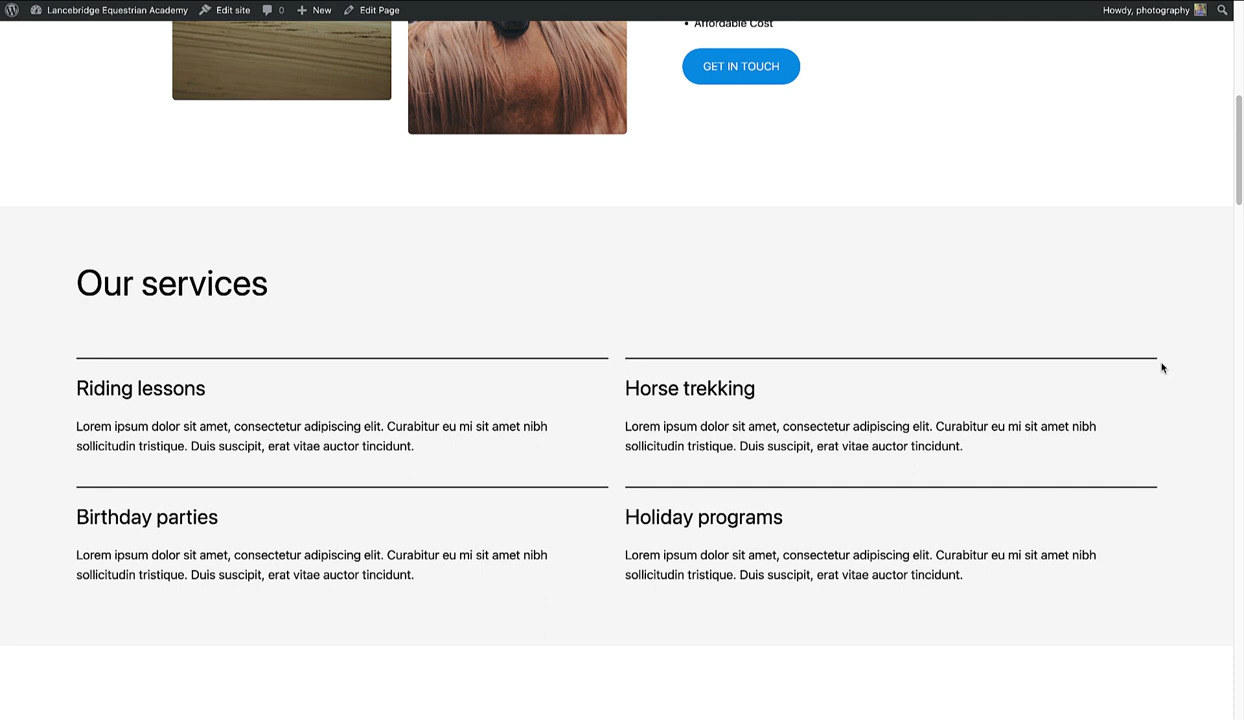 Lancebridge Equestrian Academy Edit site 0 New Edit Page Howdy, photography
• Affordable Cost
GET IN TOUCH
Our services
Riding lessons
Lorem ipsum dolor sit amet, consectetur adipiscing elit. Curabitur eu mi sit amet nibh
sollicitudin tristique. Duis suscipit, erat vitae auctor tincidunt.
Horse trekking
Lorem ipsum dolor sit amet, consectetur adipiscing elit. Curabitur eu mi sit amet nibh
sollicitudin tristique. Duis suscipit, erat vitae auctor tincidunt.
Birthday parties
Lorem ipsum dolor sit amet, consectetur adipiscing elit. Curabitur eu mi sit amet nibh
sollicitudin tristique. Duis suscipit, erat vitae auctor tincidunt.
Holiday programs
Lorem ipsum dolor sit amet, consectetur adipiscing elit. Curabitur eu mi sit amet nibh
sollicitudin tristique. Duis suscipit, erat vitae auctor tincidunt.